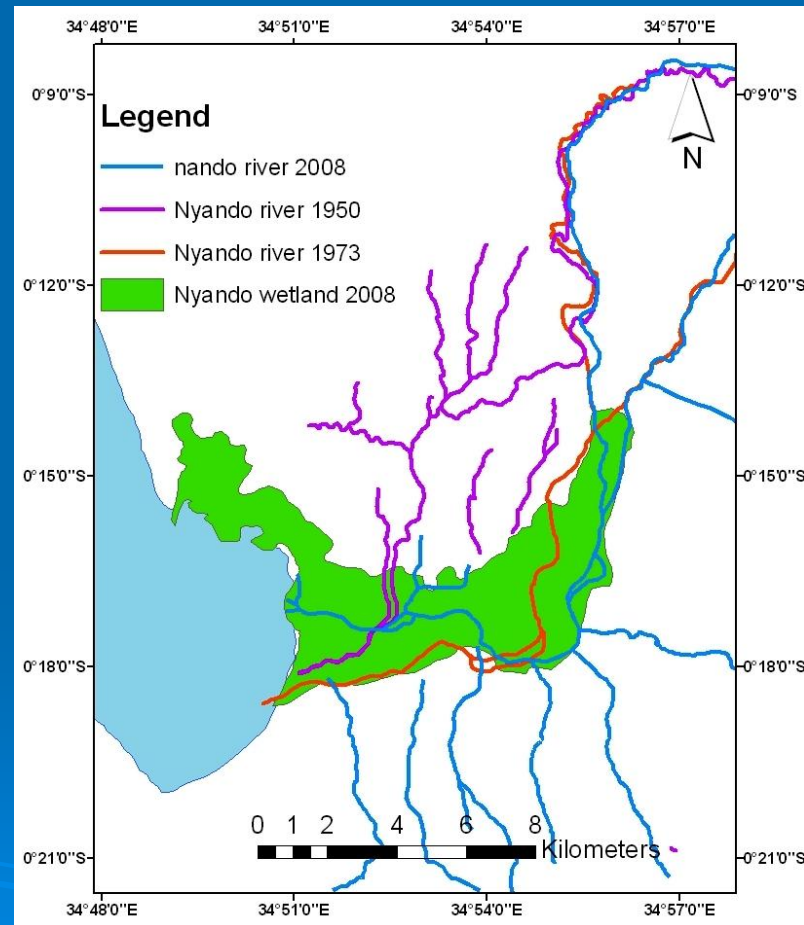 34°48'0"E 34°51'0"E 34°54'0"E 34°57'0"E
0°9'0"S 0°9'0"S
Legend
N
nando river 2008
Nyando river 1950
Nyando river 1973
Nyando wetland 2008
0°12'0"S 0°12'0"S
0°15'0"S 0°15'0"S
0°18'0"S 0°18'0"S
0 1 2 4 6 8
Kilometers
0°21'0"S 0°21'0"S
34°48'0"E 34°51'0"E 34°54'0"E 34°57'0"E